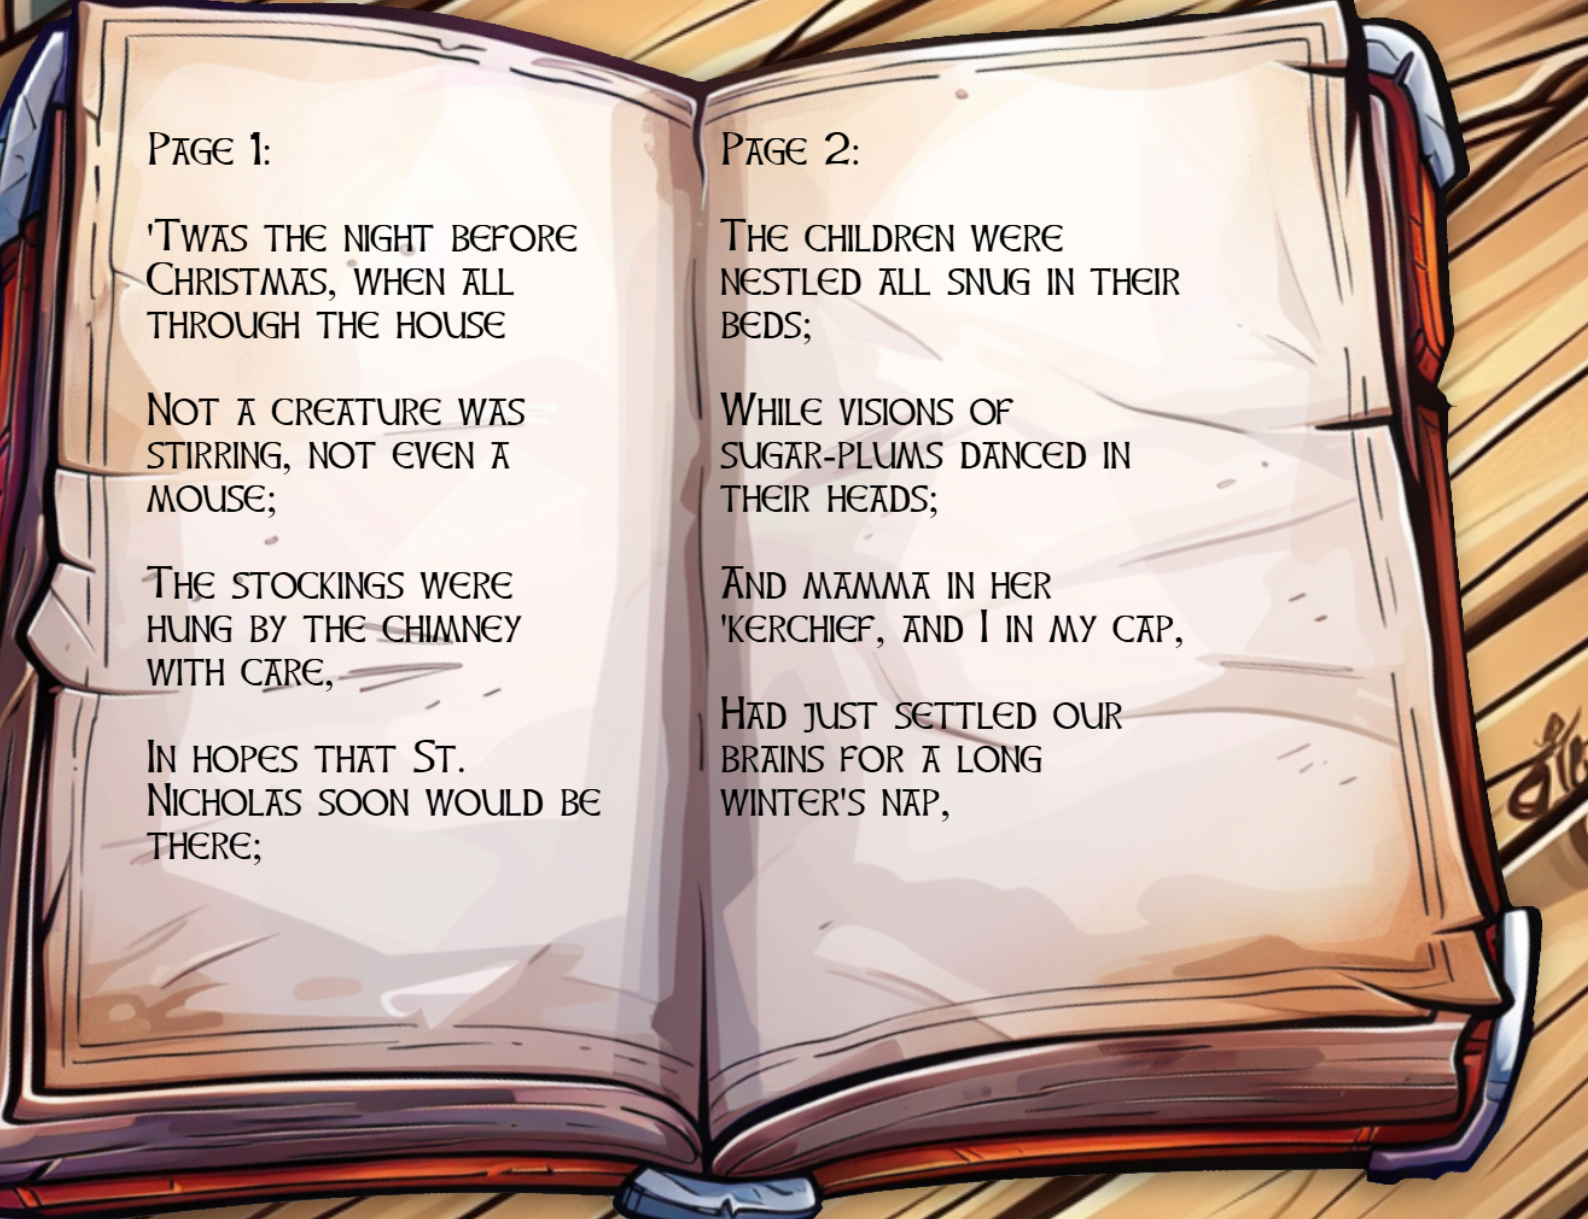 Page 1:
'Twas the night before
Christmas, when all
through the house
Not a creature was
stirring, not even a
mouse;
The stockings were
hung by the chimney
with care,
In hopes that St.
Nicholas soon would be
there;
Page 2:
The children were
nestled all snug in their
beds;
While visions of
sugar-plums danced in
their heads;
And mamma in her
'kerchief, and I in my cap,
Had just settled our
brains for a long
winter's nap,